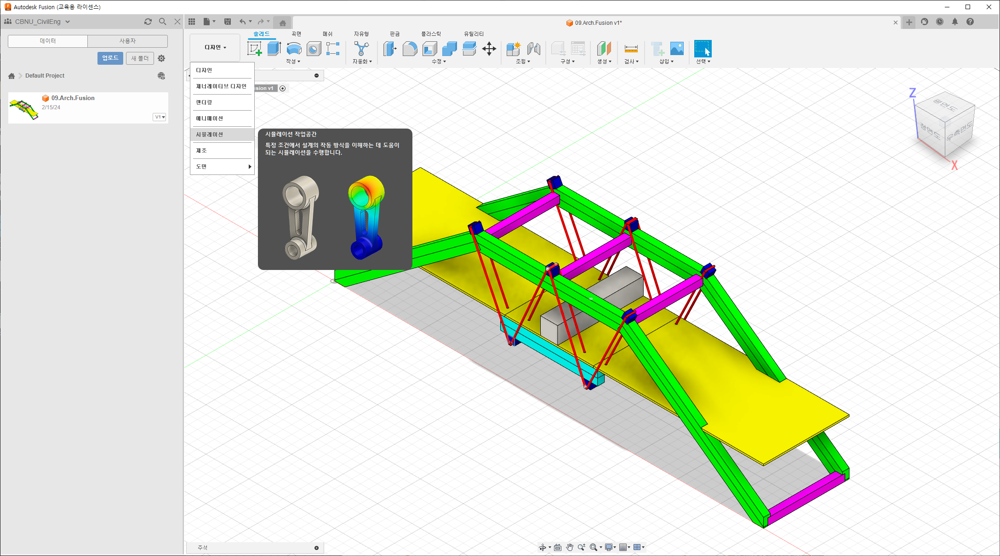 Autodesk Fusion (교육용 라이센스)
CBNU_CivilEng
09.Arch.Fusion v1*
데이터
사용자
업로드
새 폴더
Default Project
09.Arch.Fusion
2/15/24
V1
디자인
솔리드
곡면
메쉬
자유형
판금
플라스틱
유틸리티
작성
자동화
수정
조립
구성
생성
검사
삽입
선택
디자인
제너레이티브 디자인
렌더링
애니메이션
시뮬레이션
제조
도면
usion v1
시뮬레이션 작업공간
특정 조건에서 설계의 작동 방식을 이해하는 데 도움이
되는 시뮬레이션을 수행합니다.
Z
평면도
정면도
우측면도
X
주석